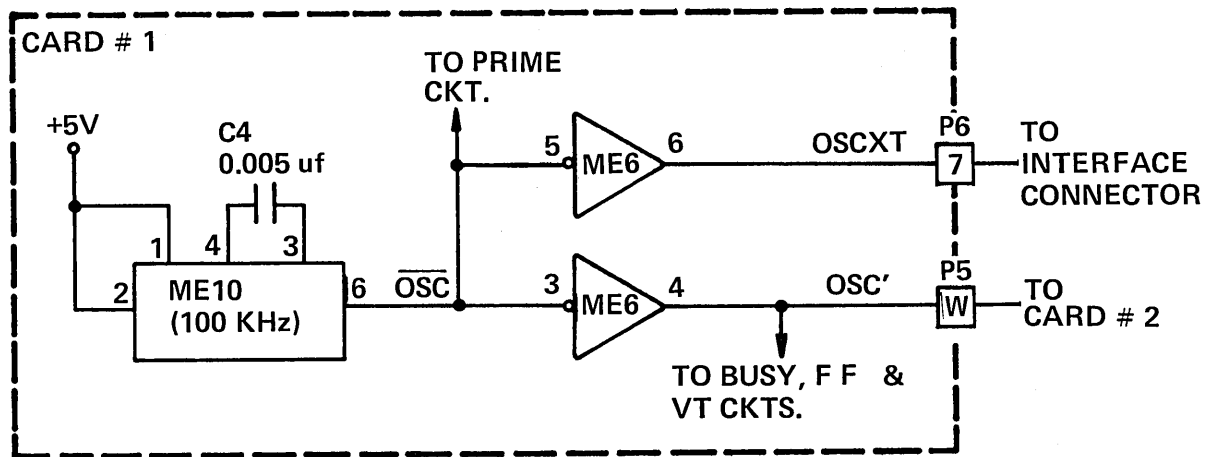 CARD # 1
TO PRIME
CKT.
+5V
C4
0.005 uf
5
ME6
6
OSCXT
P6
7
TO
INTERFACE
CONNECTOR
1
4
3
2
ME10
(100 KHz)
6
OSC
3
ME6
4
OSC'
P5
W
TO
CARD # 2
TO BUSY, F F &
VT CKTS.